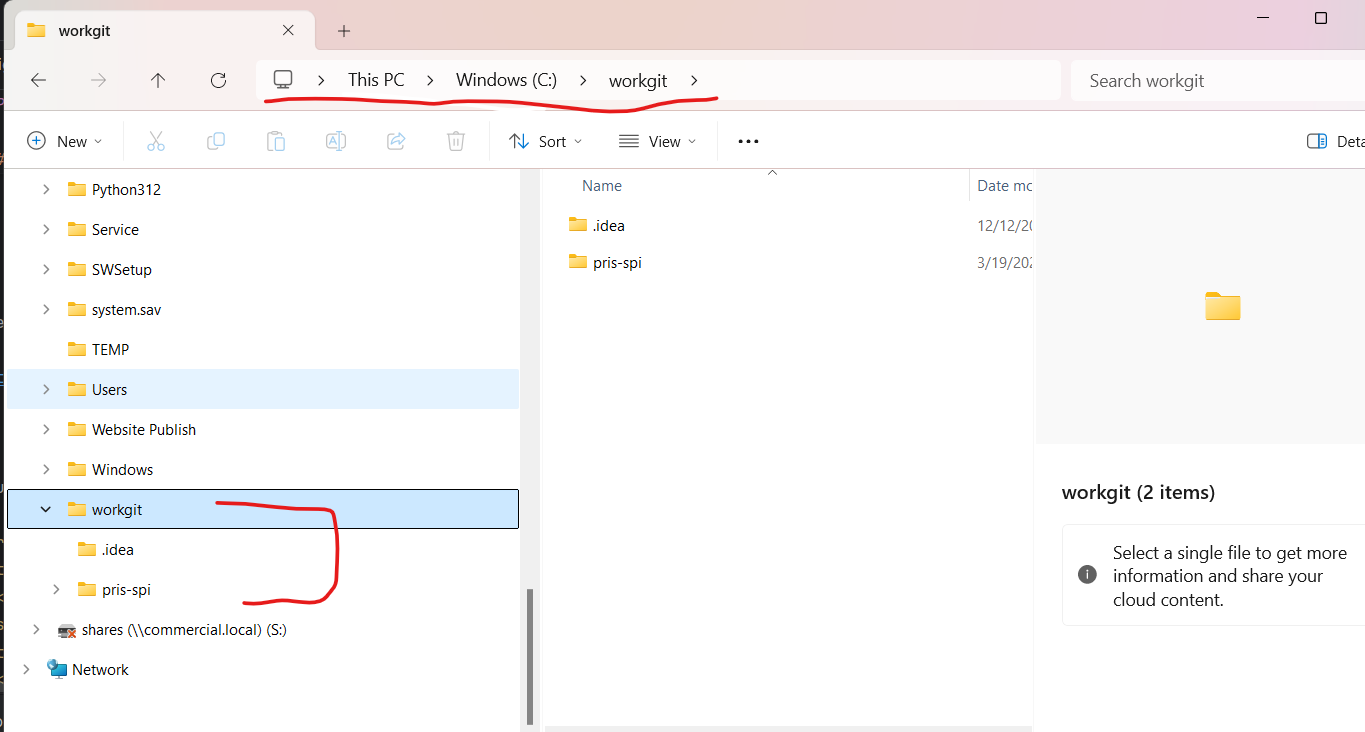 workgit
This PC > Windows (C:) > workgit >
Search workgit
New
Sort
View
Python312
Service
SWSetup
system.sav
TEMP
Users
Website Publish
Windows
workgit
.idea
pris-spi
shares (\\commercial.local) (S:)
Network
Name
Date mo
.idea
12/12/20
pris-spi
3/19/202
workgit (2 items)
Select a single file to get more
information and share your
cloud content.